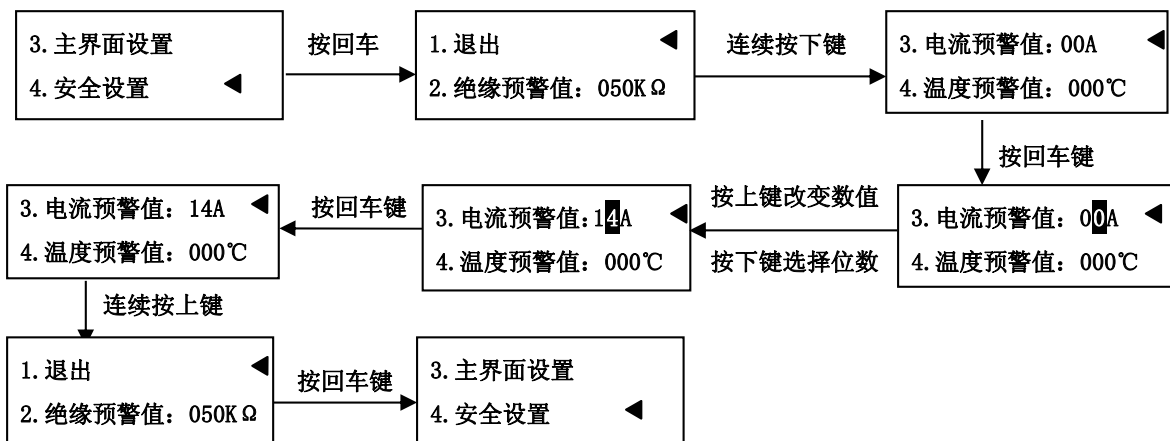 3.主界面设置
4.安全设置
按回车
1.退出
2.绝缘预警值：050KΩ
连续按下键
3.电流预警值：00A
4.温度预警值：000℃
按回车键
3.电流预警值：00A
4.温度预警值：000℃
按上键改变数值
按下键选择位数
3.电流预警值：14A
4.温度预警值：000℃
按回车键
3.电流预警值：14A
4.温度预警值：000℃
连续按上键
1.退出
2.绝缘预警值：050KΩ
按回车键
3.主界面设置
4.安全设置